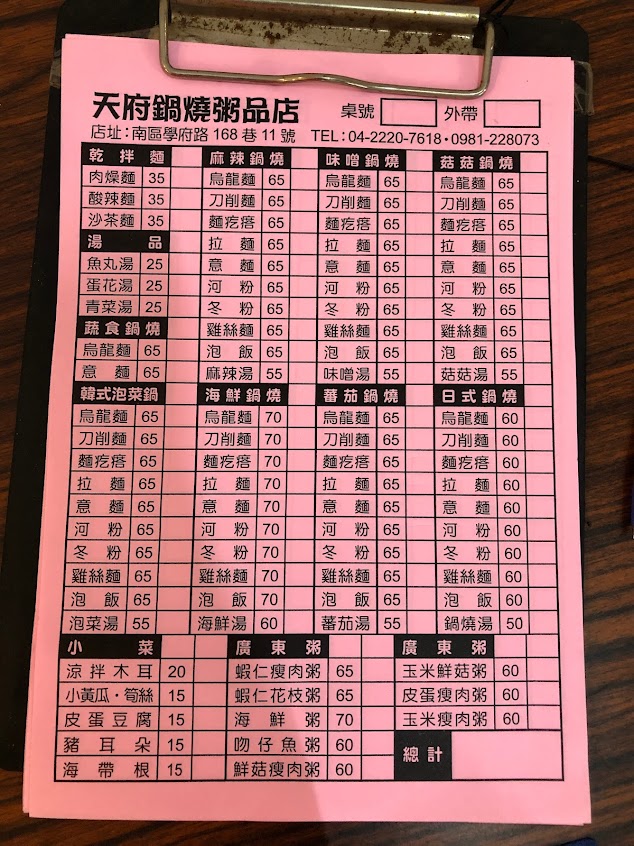 天府鍋燒粥品店 桌號 外帶
店址:南區學府路168巷11號 TEL:04-2220-7618·0981-228073
乾拌麵 麻辣鍋燒 味噌鍋燒 菇菇鍋燒
肉燥麵 35 烏龍麵 65 烏龍麵 65 烏龍麵 65
酸辣麵 35 刀削麵 65 刀削麵 65 刀削麵 65
沙茶麵 35 麵疙瘩 65 麵疙瘩 65 麵疙瘩 65
湯品 拉麵 65 拉麵 65 拉麵 65
魚丸湯 25 意麵 65 意麵 65 意麵 65
蛋花湯 25 河粉 65 河粉 65 河粉 65
青菜湯 25 冬粉 65 冬粉 65 冬粉 65
蔬食鍋燒 雞絲麵 65 雞絲麵 65 雞絲麵 65
烏龍麵 65 泡飯 65 泡飯 65 泡飯 65
意麵 65 麻辣湯 55 味噌湯 55 菇菇湯 55
韓式泡菜鍋 海鮮鍋燒 蕃茄鍋燒 日式鍋燒
烏龍麵 65 烏龍麵 70 烏龍麵 65 烏龍麵 60
刀削麵 65 刀削麵 70 刀削麵 65 刀削麵 60
麵疙瘩 65 麵疙瘩 70 麵疙瘩 65 麵疙瘩 60
拉麵 65 拉麵 70 拉麵 65 拉麵 60
意麵 65 意麵 70 意麵 65 意麵 60
河粉 65 河粉 70 河粉 65 河粉 60
冬粉 65 冬粉 70 冬粉 65 冬粉 60
雞絲麵 65 雞絲麵 70 雞絲麵 65 雞絲麵 60
泡飯 65 泡飯 70 泡飯 65 泡飯 60
泡菜湯 55 海鮮湯 60 蕃茄湯 55 鍋燒湯 50
小菜 廣東粥 廣東粥
涼拌木耳 20 蝦仁瘦肉粥 65 玉米鮮菇粥 60
小黃瓜·筍絲 15 蝦仁花枝粥 65 皮蛋瘦肉粥 60
皮蛋豆腐 15 海鮮粥 70 玉米瘦肉粥 60
豬耳朵 15 吻仔魚粥 60 總計
海帶根 15 鮮菇瘦肉粥 60